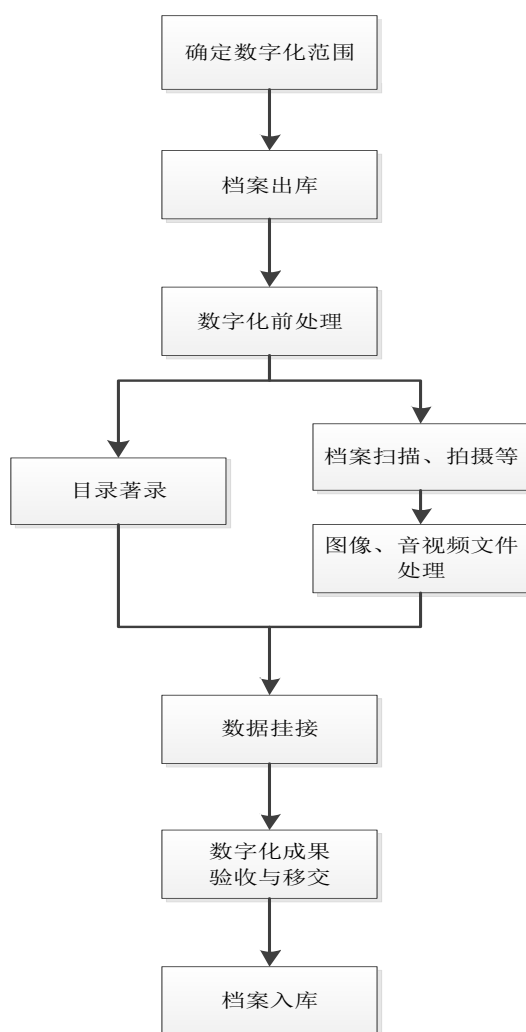 确定数字化范围
档案出库
数字化前处理
目录著录
档案扫描、拍摄等
图像、音视频文件
处理
数据挂接
数字化成果
验收与移交
档案入库